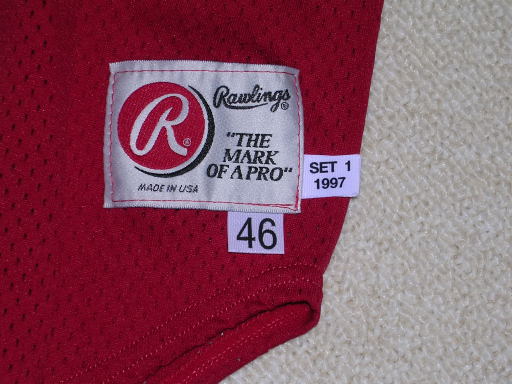 R®
Rawlings®
"THE
MARK
OF A PRO"
MADE IN USA
SET 1
1997
46